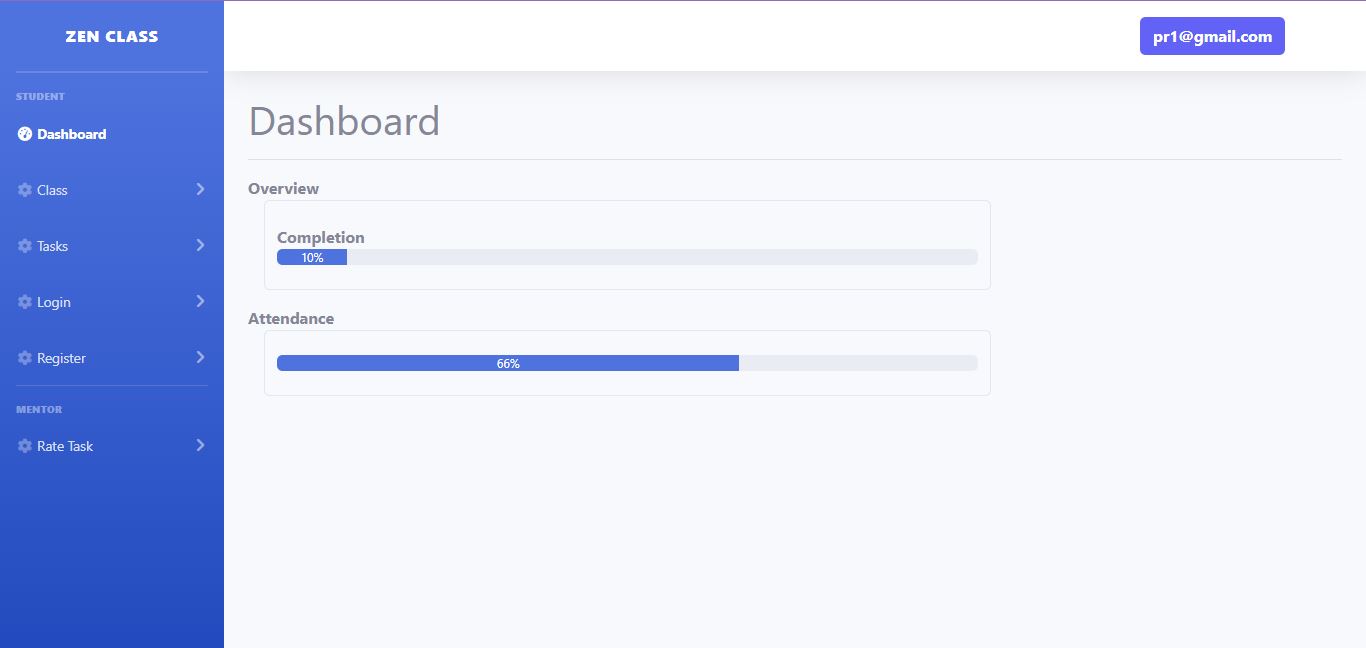 ZEN CLASS
pr1@gmail.com
STUDENT
Dashboard
Class
Tasks
Login
Register
MENTOR
Rate Task
Dashboard
Overview
Completion
10%
Attendance
66%